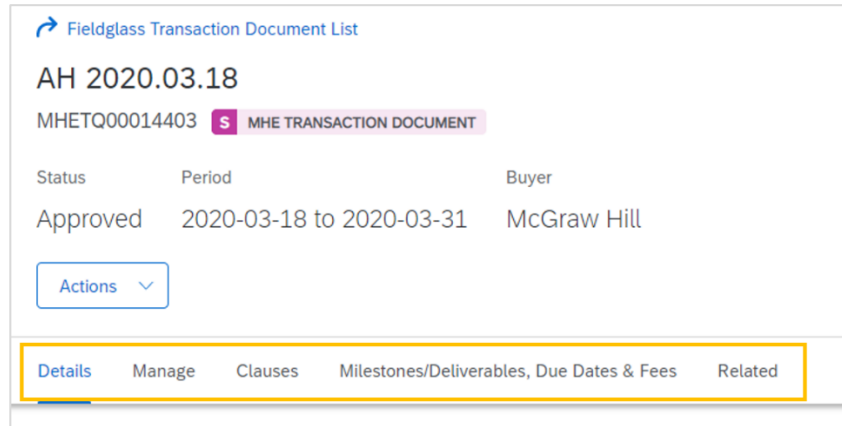 Fieldglass Transaction Document List
AH 2020.03.18
MHETQ00014403 S MHE TRANSACTION DOCUMENT
Status Period Buyer
Approved 2020-03-18 to 2020-03-31 McGraw Hill
Actions
Details Manage Clauses Milestones/Deliverables, Due Dates & Fees Related